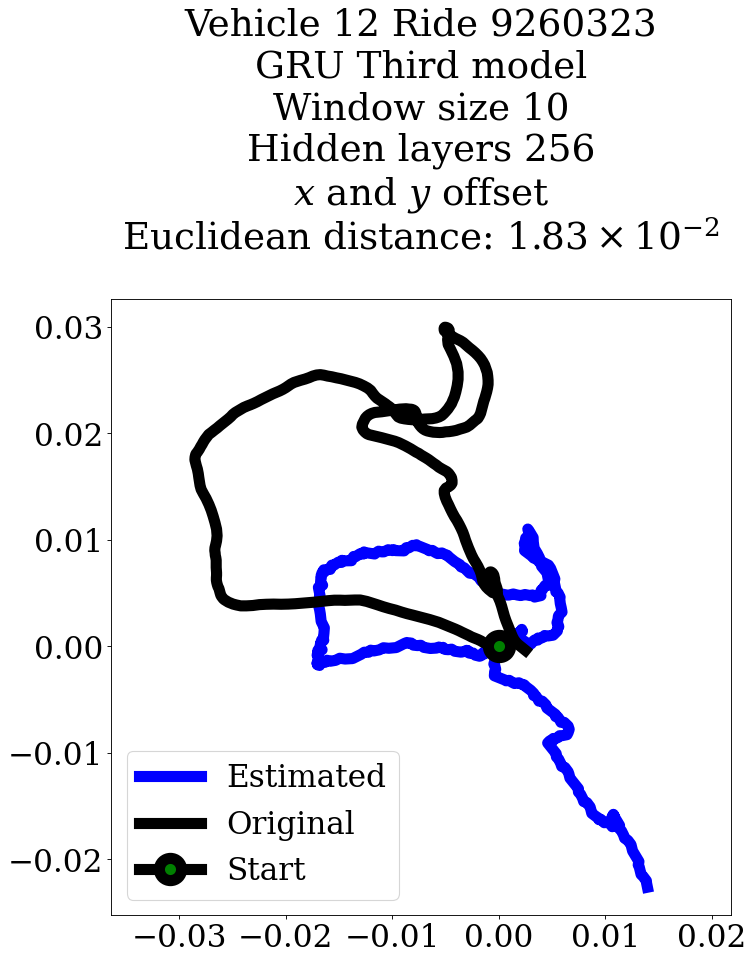 Vehicle 12 Ride 9260323
GRU Third model
Window size 10
Hidden layers 256
x and y offset
Euclidean distance: 1.83 × 10⁻²
0.03
0.02
0.01
0.00
−0.01
−0.02
Estimated
Original
Start
−0.03 −0.02 −0.01 0.00 0.01 0.02